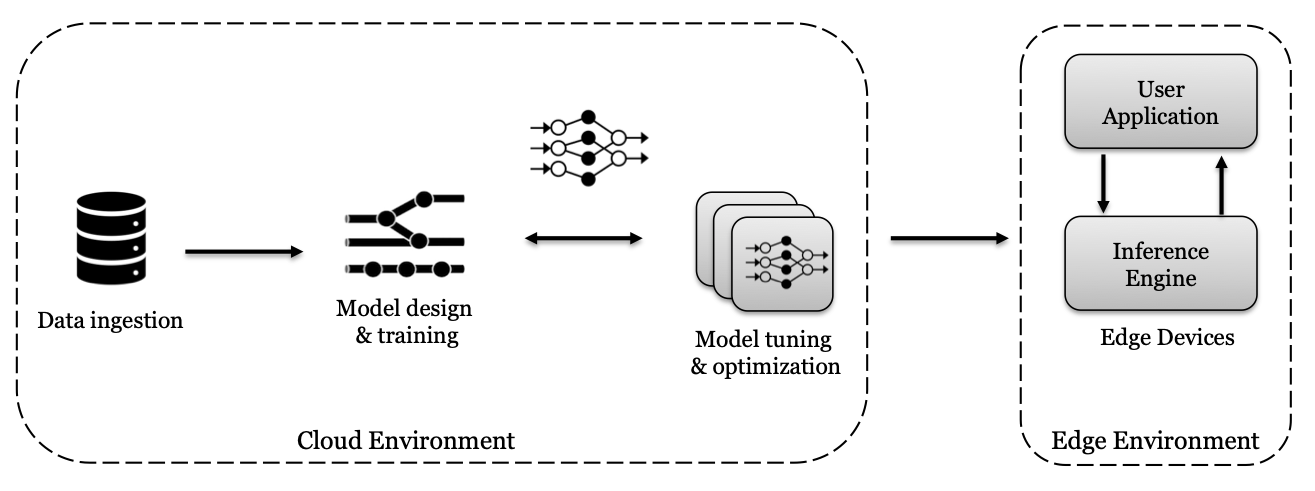 Data ingestion
Model design
& training
Model tuning
& optimization
Cloud Environment
User
Application
Inference
Engine
Edge Devices
Edge Environment